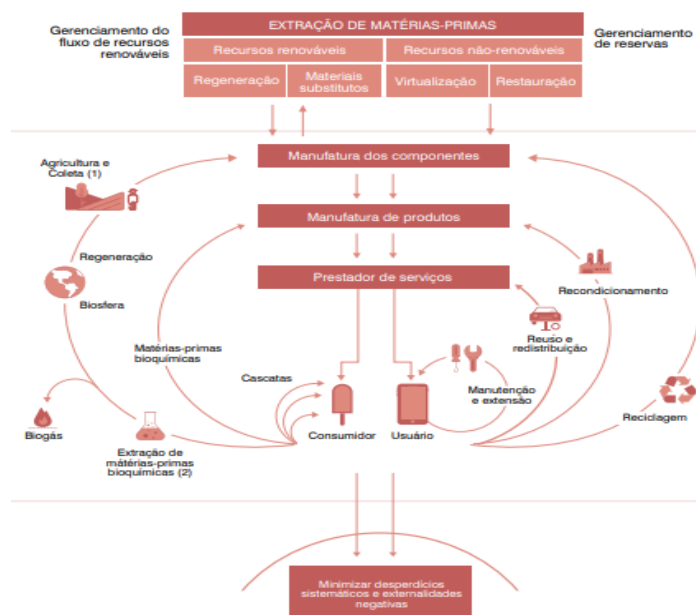 EXTRAÇÃO DE MATÉRIAS-PRIMAS
Gerenciamento do
fluxo de recursos
renováveis
Recursos renováveis
Recursos não-renováveis
Gerenciamento
de reservas
Regeneração
Materiais
substitutos
Virtualização
Restauração
Agricultura e
Coleta (1)
Manufatura dos componentes
Manufatura de produtos
Regeneração
Prestador de serviços
Recondicionamento
Biosfera
Matérias-primas
bioquímicas
Reuso e
redistribuição
Cascatas
Manutenção
e extensão
Biogás
Consumidor
Usuário
Reciclagem
Extração de
mátérias-primas
bioquímicas (2)
Minimizar desperdícios
sistemáticos e externalidades
negativas